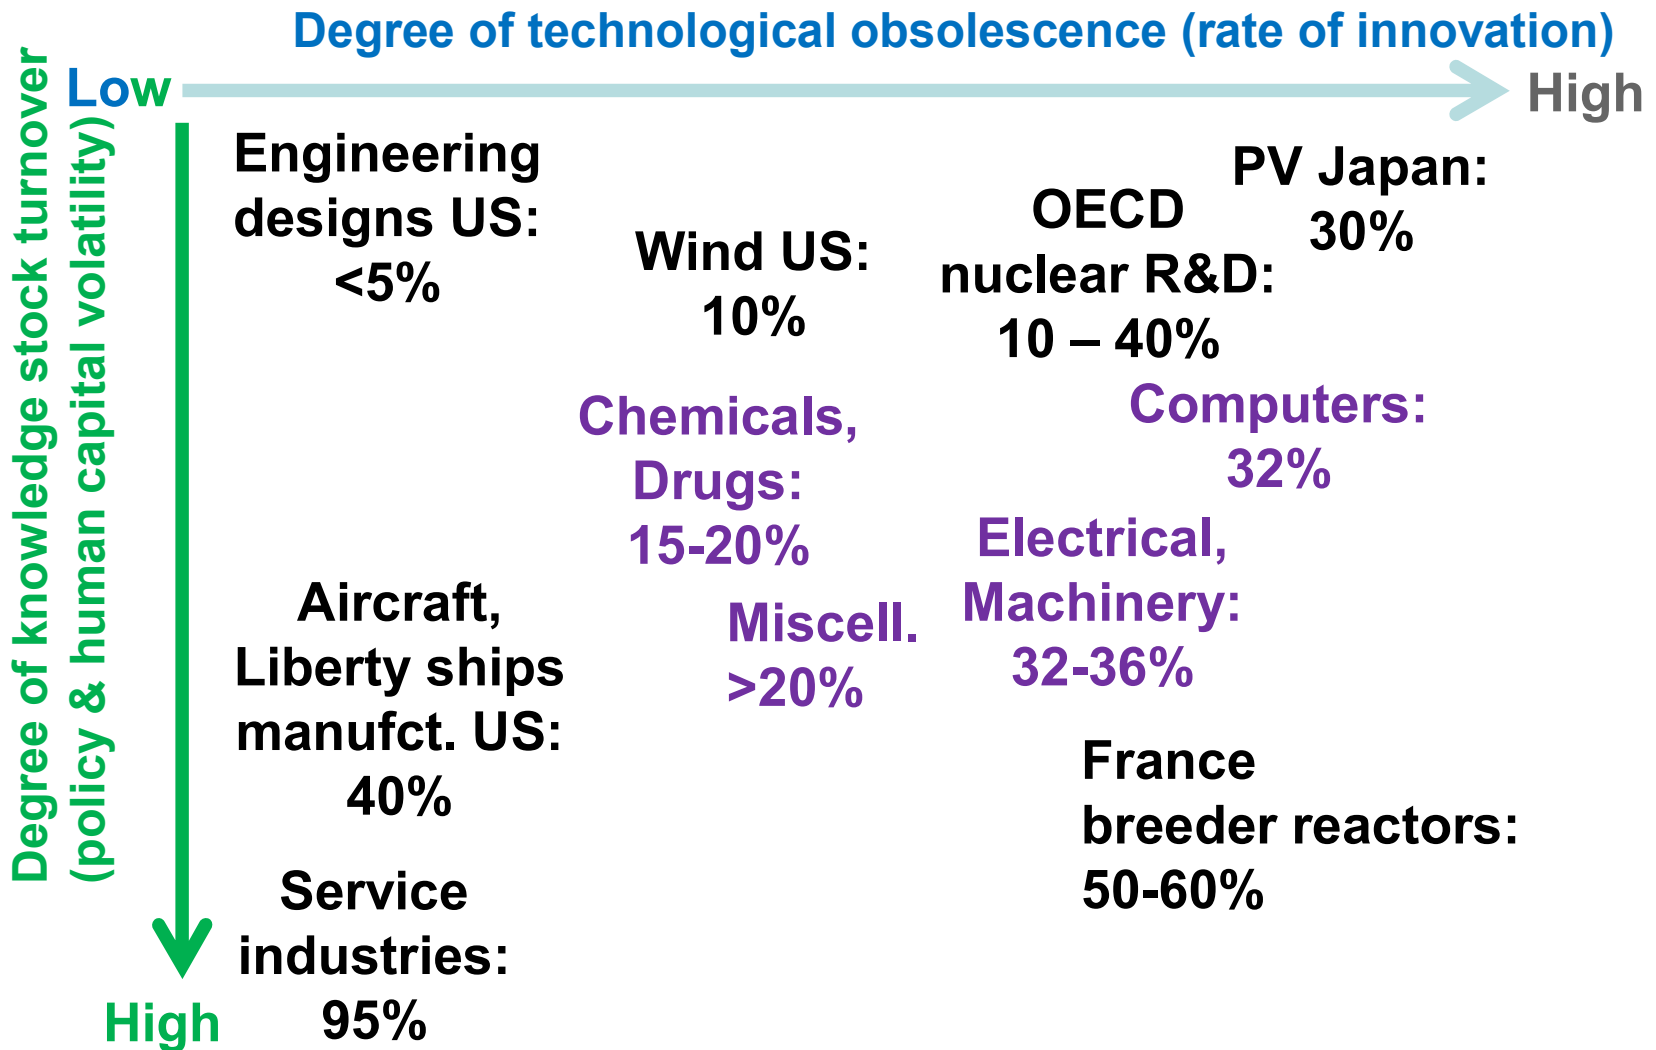 Degree of technological obsolescence (rate of innovation)
Low
High
Degree of knowledge stock turnover
(policy & human capital volatility)
High
Engineering
designs US:
<5%
Wind US:
10%
OECD
nuclear R&D:
10 – 40%
PV Japan:
30%
Chemicals,
Drugs:
15-20%
Computers:
32%
Electrical,
Machinery:
32-36%
Miscell.
>20%
Aircraft,
Liberty ships
manufct. US:
40%
France
breeder reactors:
50-60%
Service
industries:
95%